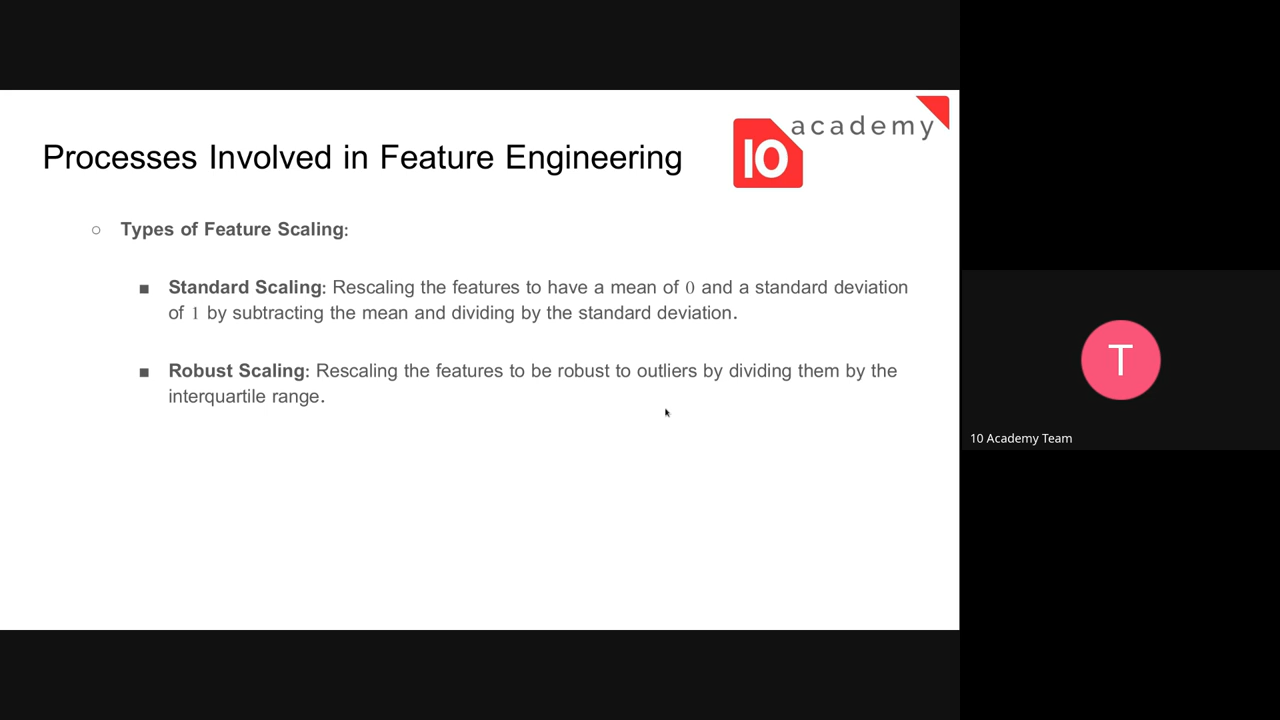 academy
10
Processes Involved in Feature Engineering
○ Types of Feature Scaling:
■ Standard Scaling: Rescaling the features to have a mean of 0 and a standard deviation
of 1 by subtracting the mean and dividing by the standard deviation.
■ Robust Scaling: Rescaling the features to be robust to outliers by dividing them by the
interquartile range.
T
10 Academy Team